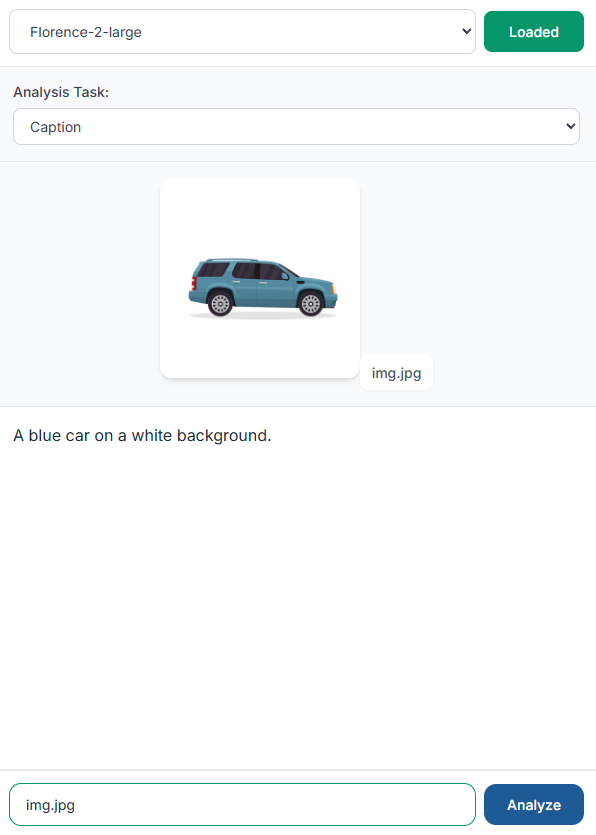 Florence-2-large
Loaded
Analysis Task:
Caption
img.jpg
A blue car on a white background.
img.jpg
Analyze